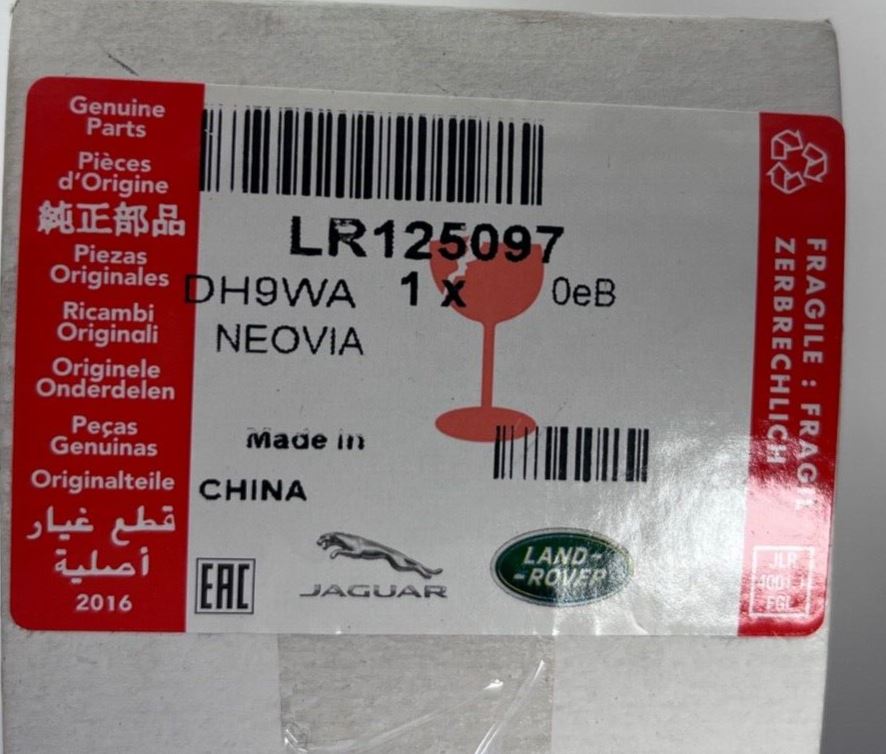 Genuine
Parts
Pièces
d'Origine
純正部品
Piezas
Originales
Ricambi
Originali
Originele
Onderdelen
Peças
Genuinas
Originalteile
قطع غيار
أصلية
2016
LR125097
DH9WA 1 x 0eB
NEOVIA
Made in
CHINA
EAC
JAGUAR
LAND-
-ROVER
FRAGILE : FRAGIL
ZERBRECHLICH
JLR
FGL